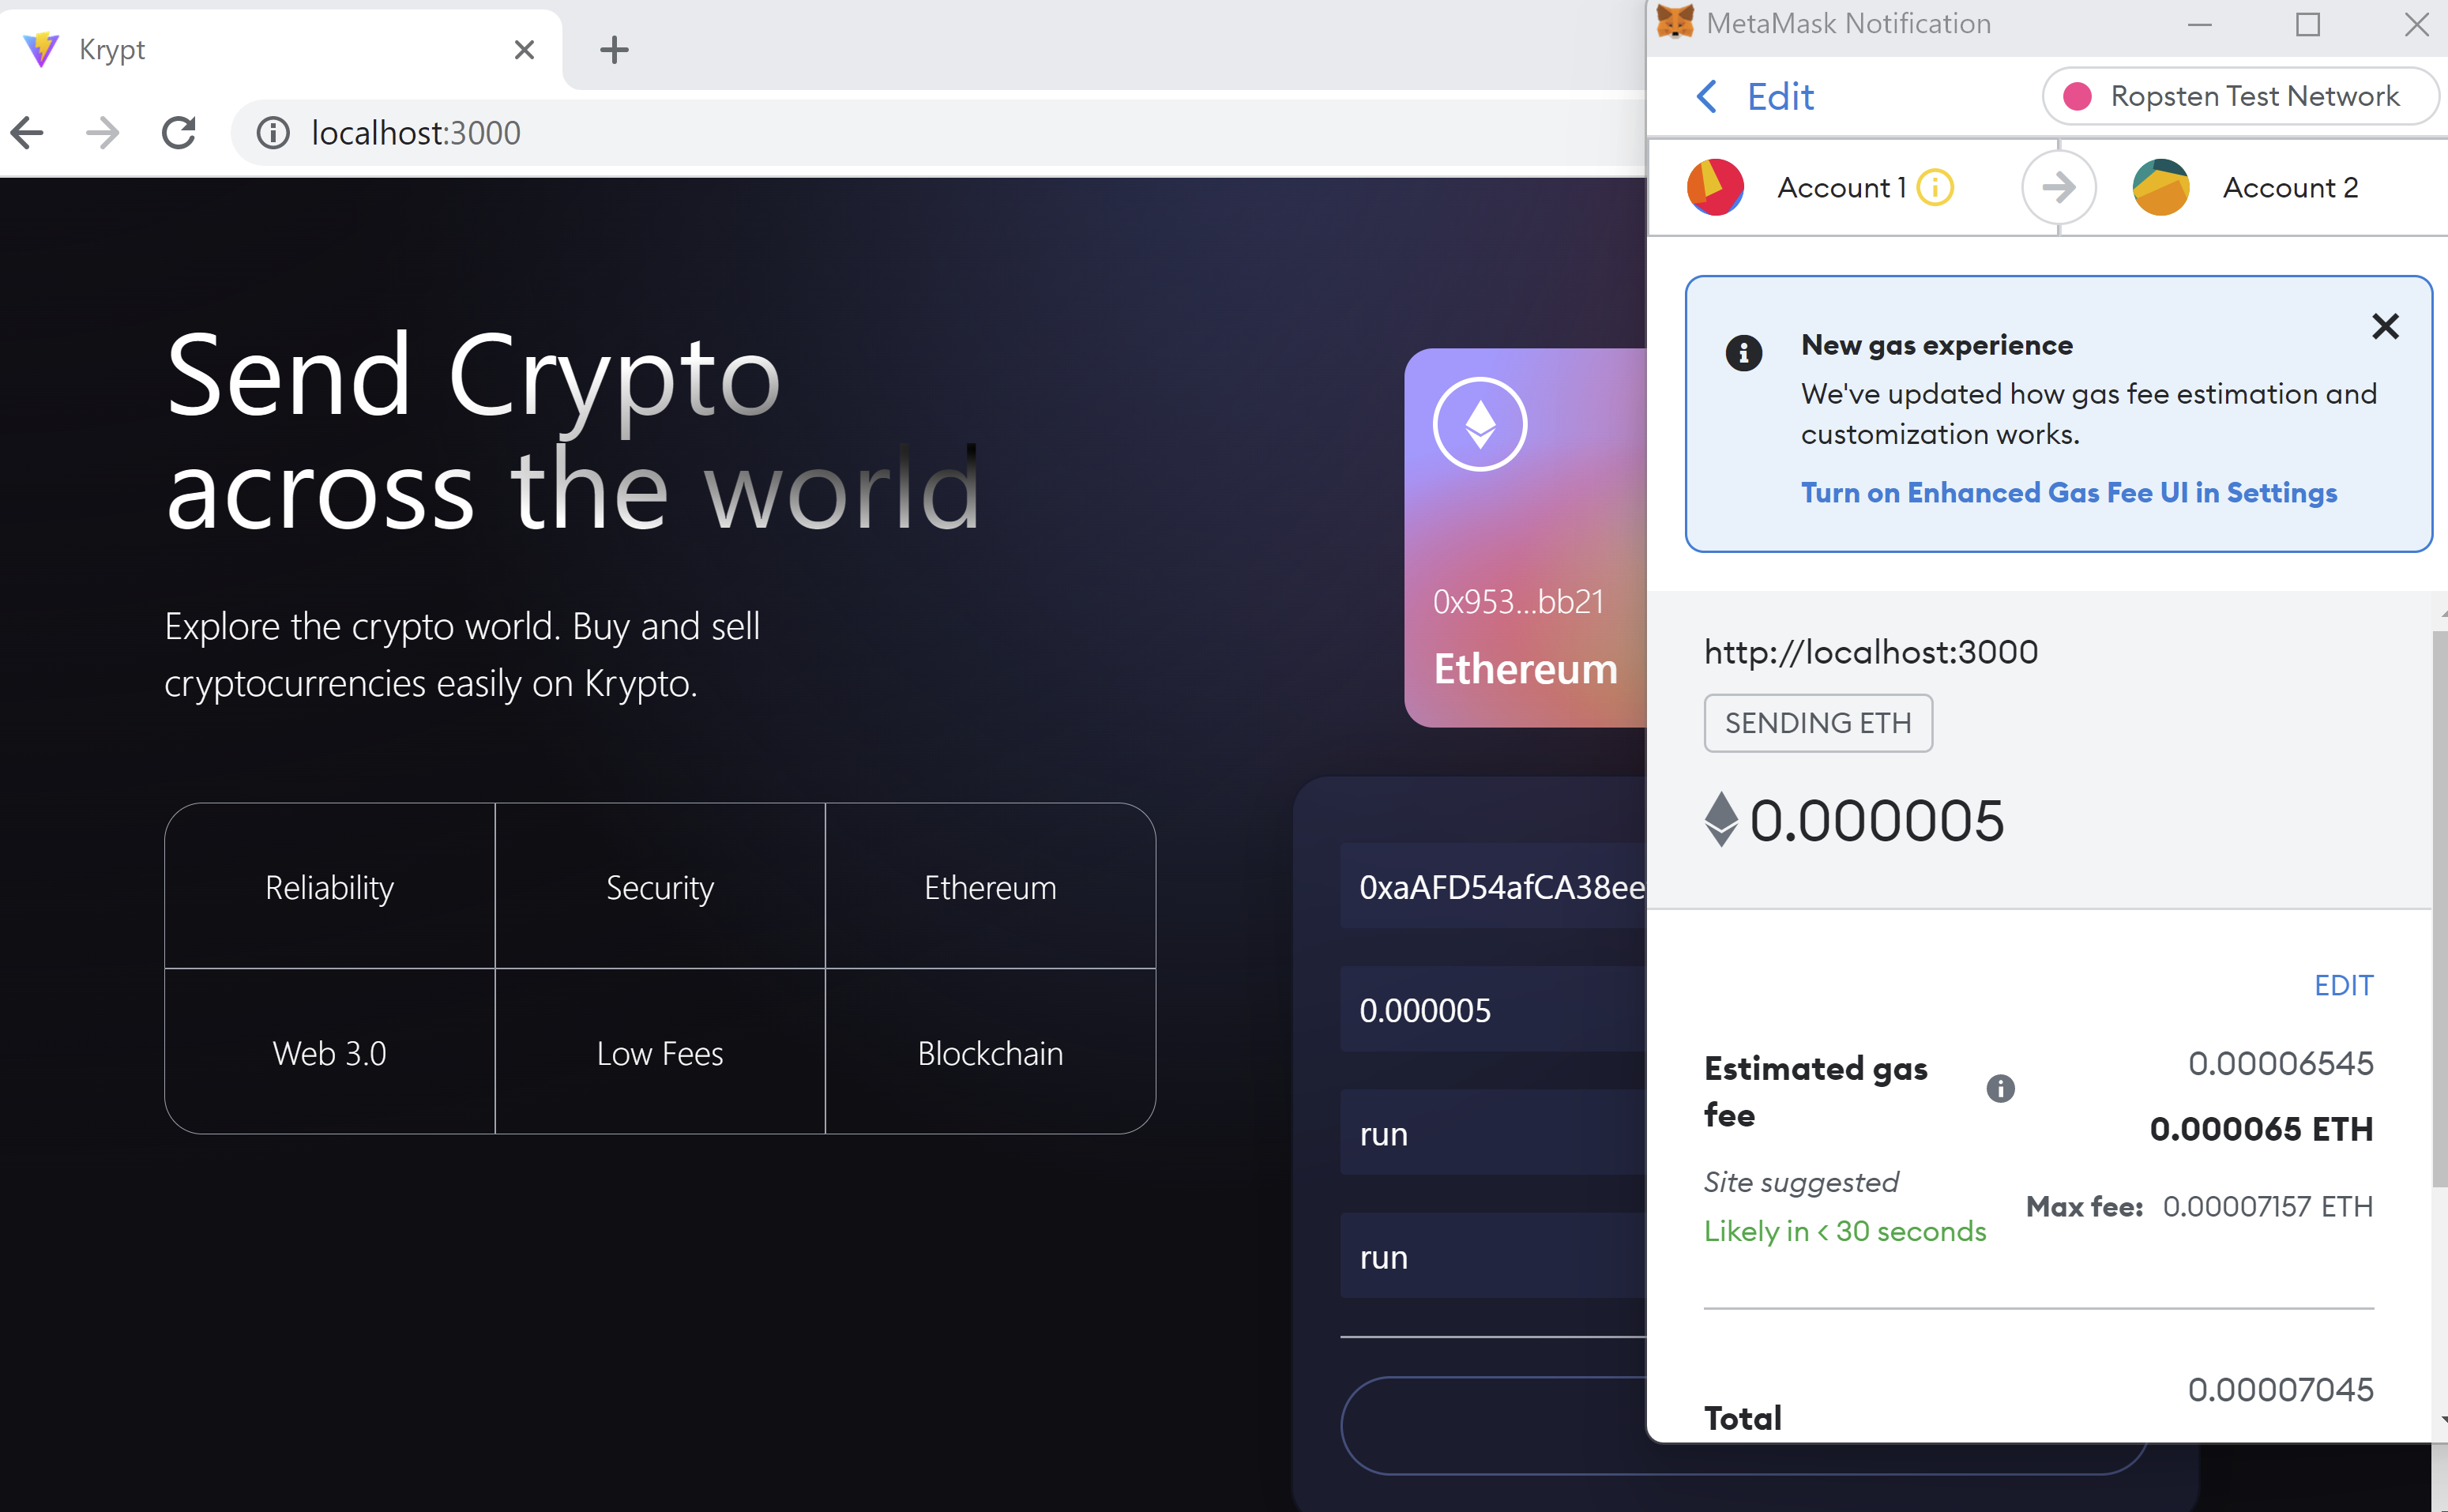 Krypt
localhost:3000
Send Crypto
across the world
Explore the crypto world. Buy and sell
cryptocurrencies easily on Krypto.
Reliability
Security
Ethereum
Web 3.0
Low Fees
Blockchain
0x953...bb21
Ethereum
0xaAFD54afCA38ee
0.000005
run
run
MetaMask Notification
Edit
Ropsten Test Network
Account 1
Account 2
New gas experience
We've updated how gas fee estimation and
customization works.
Turn on Enhanced Gas Fee UI in Settings
http://localhost:3000
SENDING ETH
0.000005
EDIT
Estimated gas
fee
0.00006545
0.000065 ETH
Site suggested
Likely in < 30 seconds
Max fee: 0.00007157 ETH
0.00007045
Total